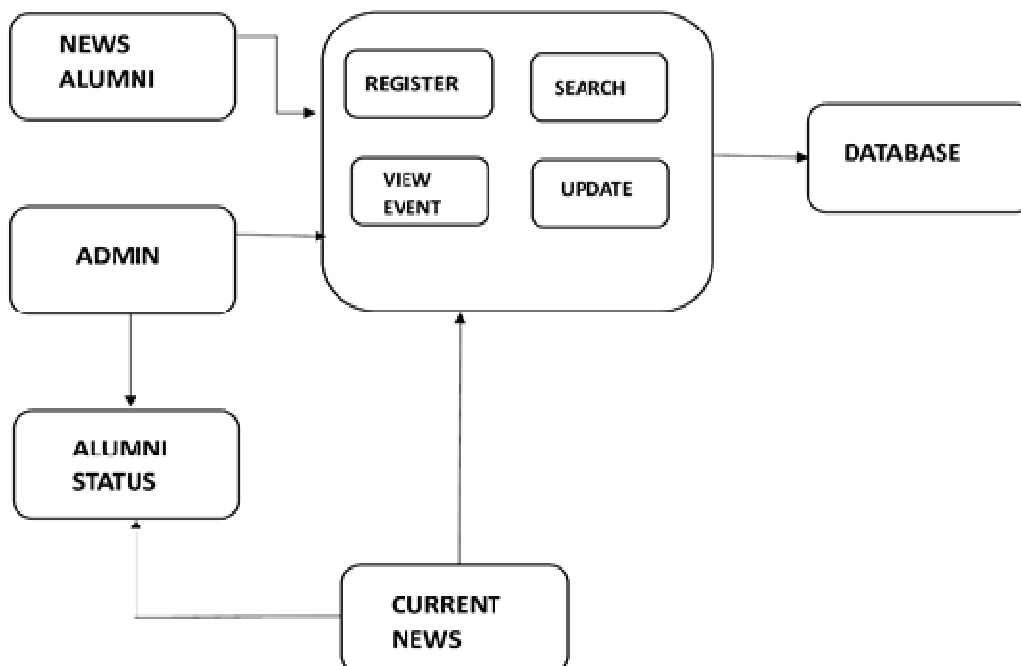 NEWS
ALUMNI
REGISTER
SEARCH
VIEW
EVENT
UPDATE
DATABASE
ADMIN
ALUMNI
STATUS
CURRENT
NEWS